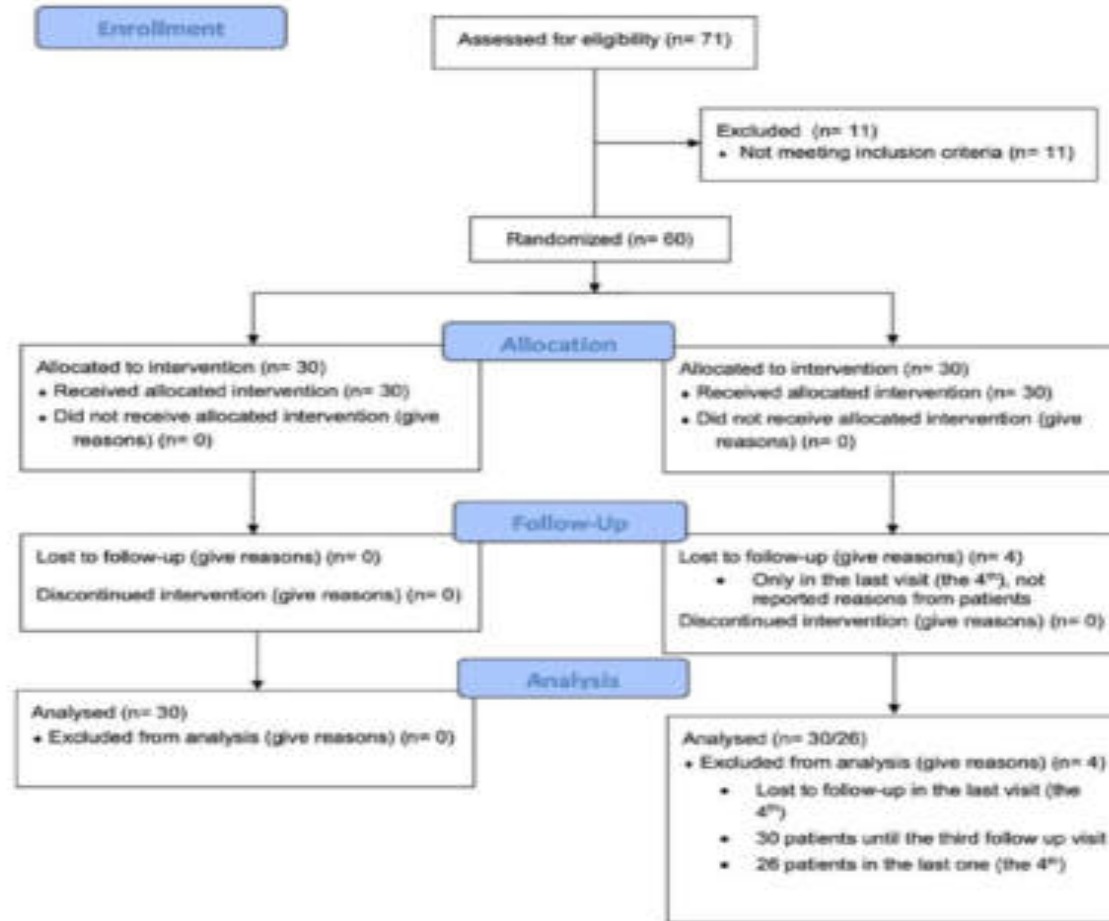 Enrollment
Assessed for eligibility (n= 71)
Excluded (n= 11)
• Not meeting inclusion criteria (n= 11)
Randomized (n= 60)
Allocation
Allocated to intervention (n= 30)
• Received allocated intervention (n= 30)
• Did not receive allocated intervention (give
reasons) (n= 0)
Allocated to intervention (n= 30)
• Received allocated intervention (n= 30)
• Did not receive allocated intervention (give
reasons) (n= 0)
Follow-Up
Lost to follow-up (give reasons) (n= 0)
Discontinued intervention (give reasons) (n= 0)
Lost to follow-up (give reasons) (n= 4)
• Only in the last visit (the 4th), not
reported reasons from patients
Discontinued intervention (give reasons) (n= 0)
Analysis
Analysed (n= 30)
• Excluded from analysis (give reasons) (n= 0)
Analysed (n= 30/26)
• Excluded from analysis (give reasons) (n= 4)
• Lost to follow-up in the last visit (the
4th)
• 30 patients until the third follow up visit
• 26 patients in the last one (the 4th)